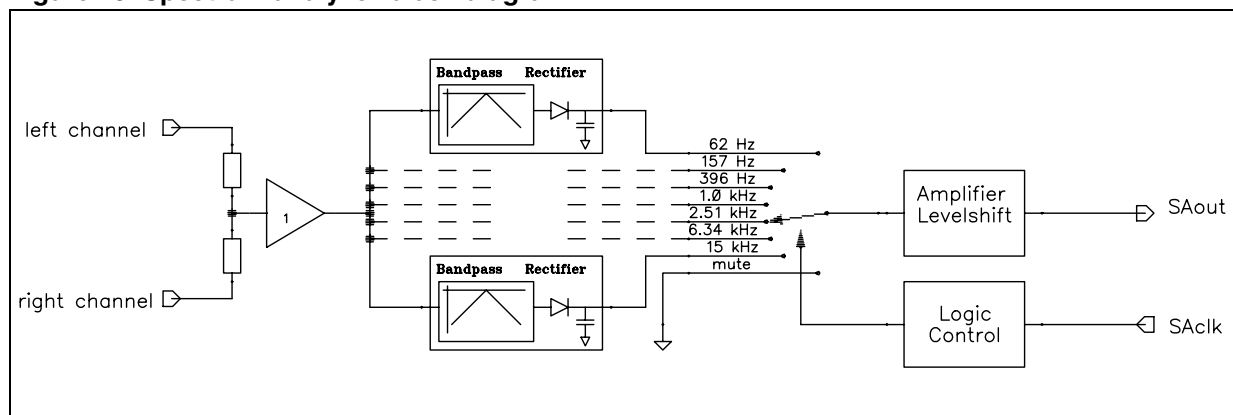 Bandpass Rectifier
left channel
62 Hz
157 Hz
396 Hz
1.0 kHz
2.51 kHz
6.34 kHz
15 kHz
mute
1
Amplifier
Levelshift
SAout
Bandpass Rectifier
right channel
Logic
Control
SAclk